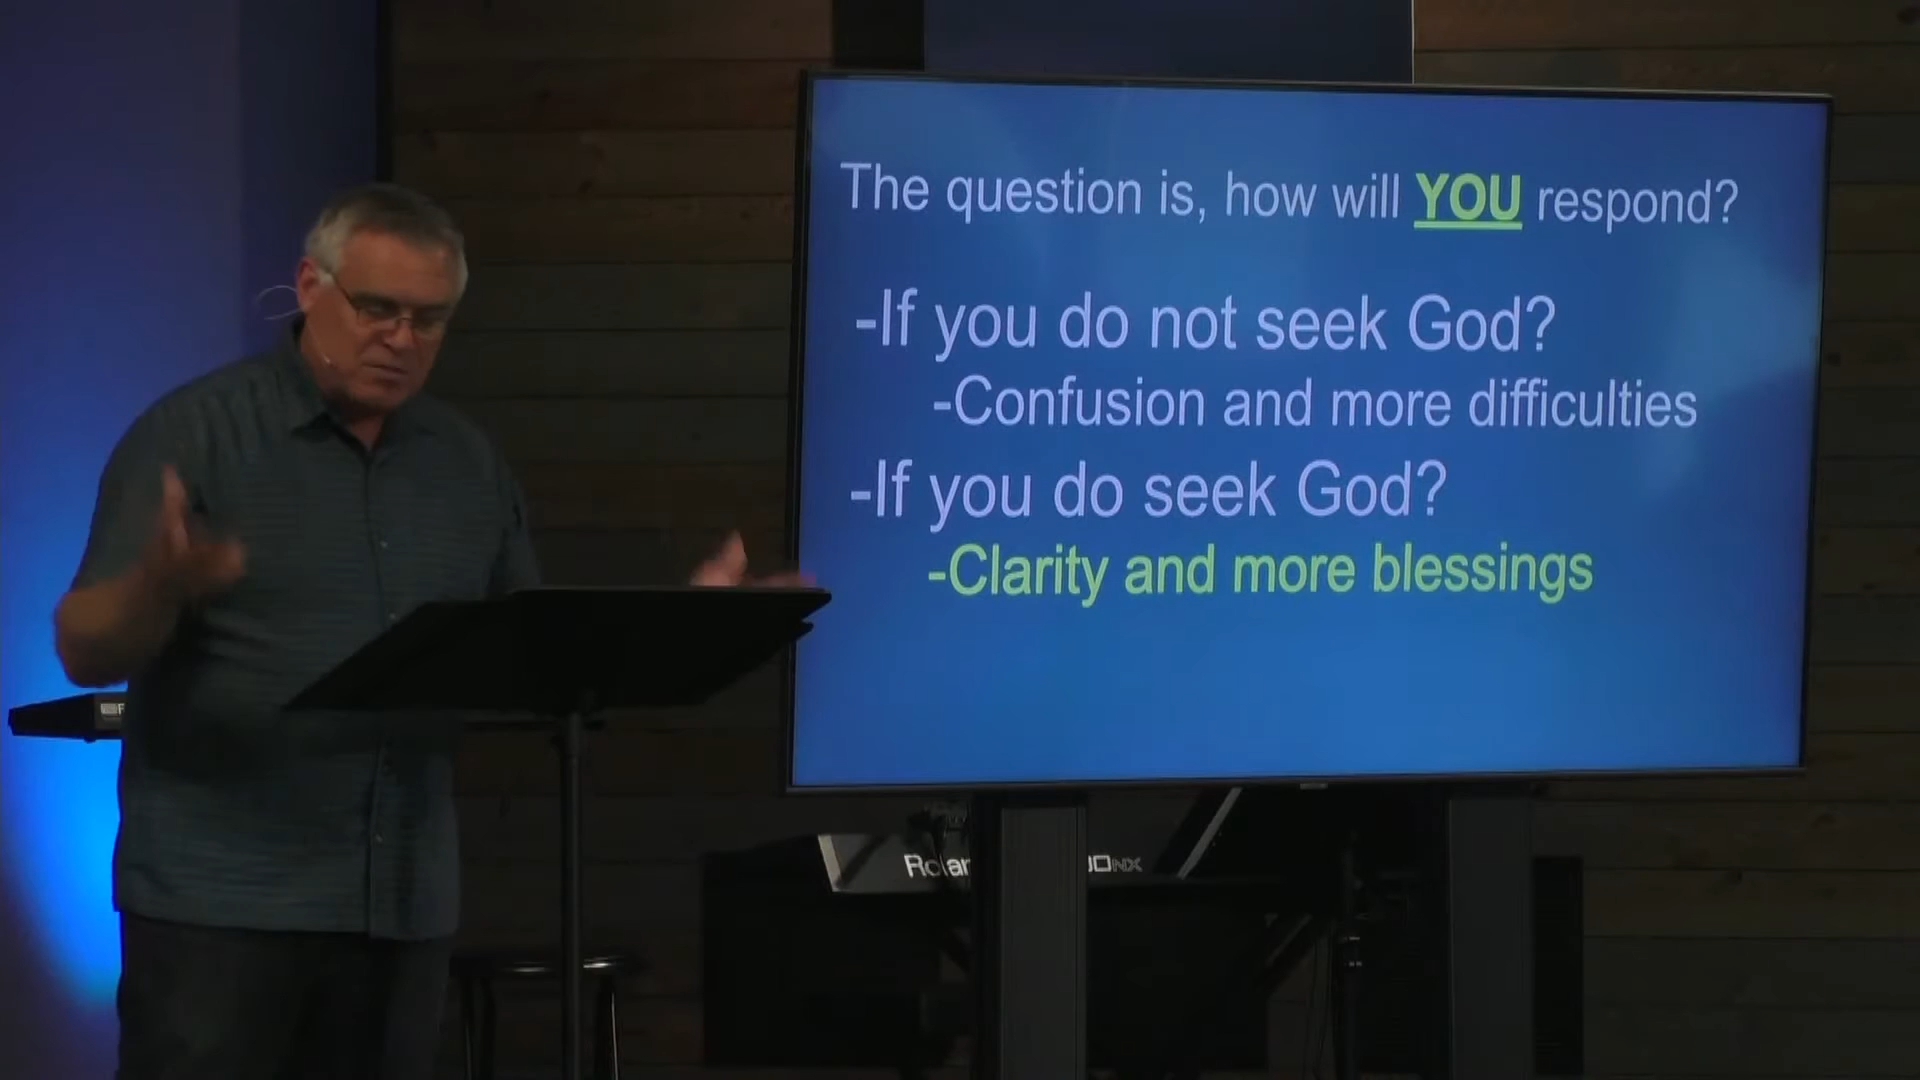 The question is, how will YOU respond?
-If you do not seek God?
-Confusion and more difficulties
-If you do seek God?
-Clarity and more blessings
Roland